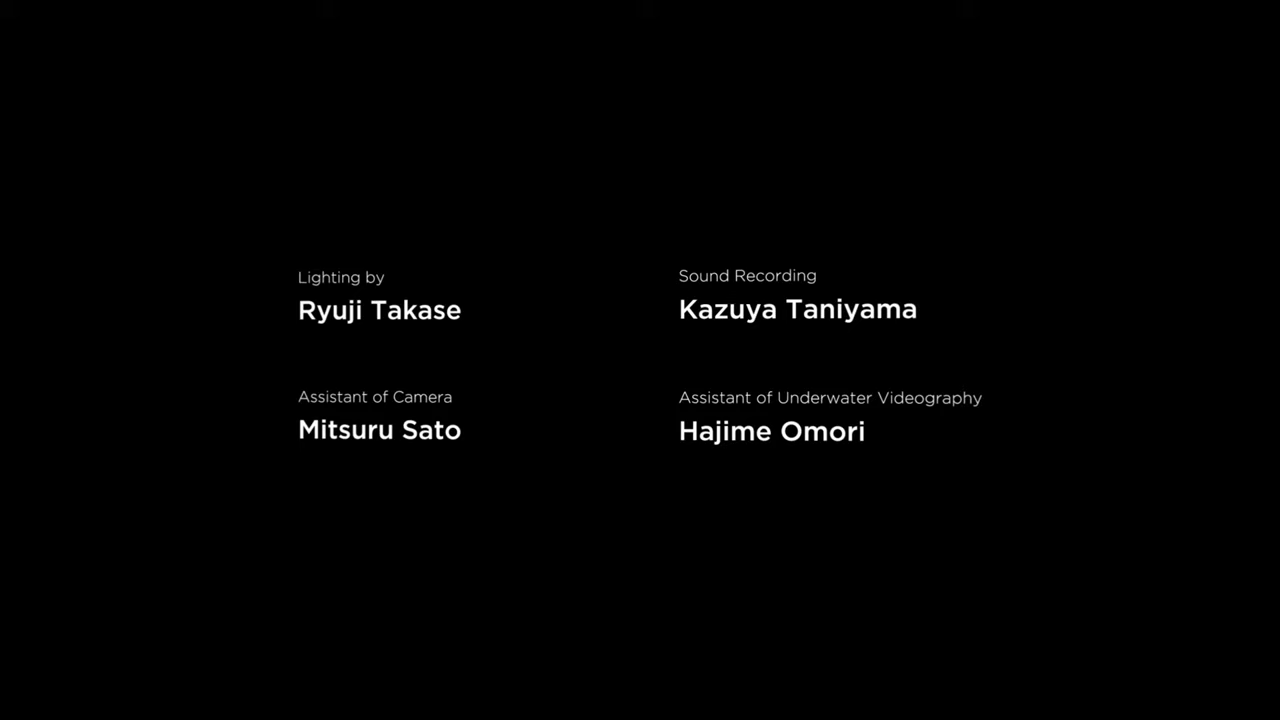 Lighting by
Ryuji Takase
Sound Recording
Kazuya Taniyama
Assistant of Camera
Mitsuru Sato
Assistant of Underwater Videography
Hajime Omori